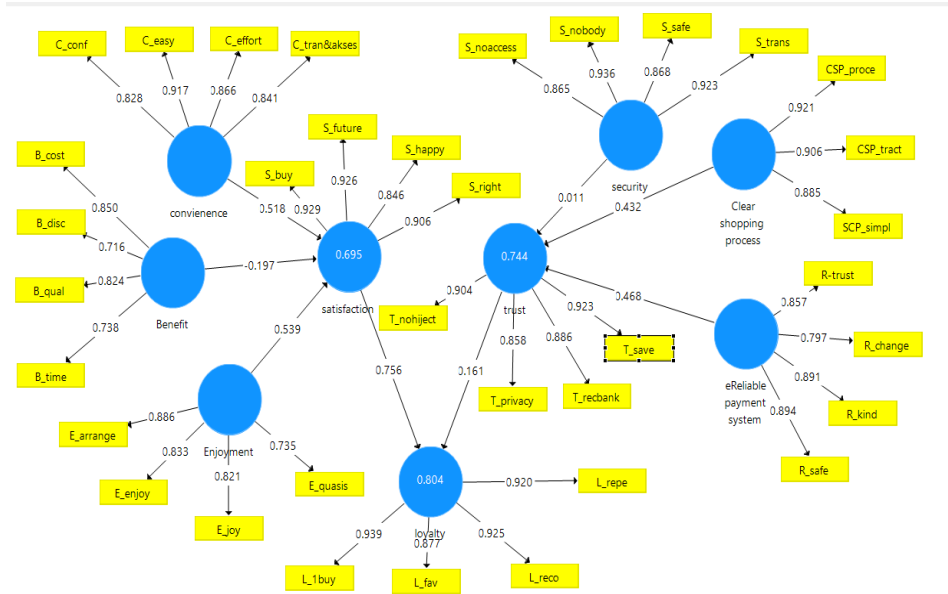 C_conf
C_easy
C_effort
C_tran&akses
0.828
0.917
0.866
0.841
convienence
S_noaccess
S_nobody
S_safe
S_trans
0.865
0.936
0.868
0.923
security
CSP_proce
CSP_tract
SCP_simpl
0.921
0.906
0.885
Clear
shopping
process
B_cost
B_disc
B_qual
B_time
0.850
0.716
0.824
0.738
Benefit
S_buy
S_future
S_happy
S_right
0.929
0.926
0.846
0.906
0.518
-0.197
0.539
0.695
satisfaction
0.011
0.432
0.468
0.744
trust
T_nohiject
T_privacy
T_recbank
T_save
0.904
0.858
0.886
0.923
R-trust
R_change
R_kind
R_safe
0.857
0.797
0.891
0.894
eReliable
payment
system
E_arrange
E_enjoy
E_joy
E_quasis
0.886
0.833
0.821
0.735
Enjoyment
0.756
0.161
0.804
loyalty
L_1buy
L_fav
L_reco
L_repe
0.939
0.877
0.925
0.920